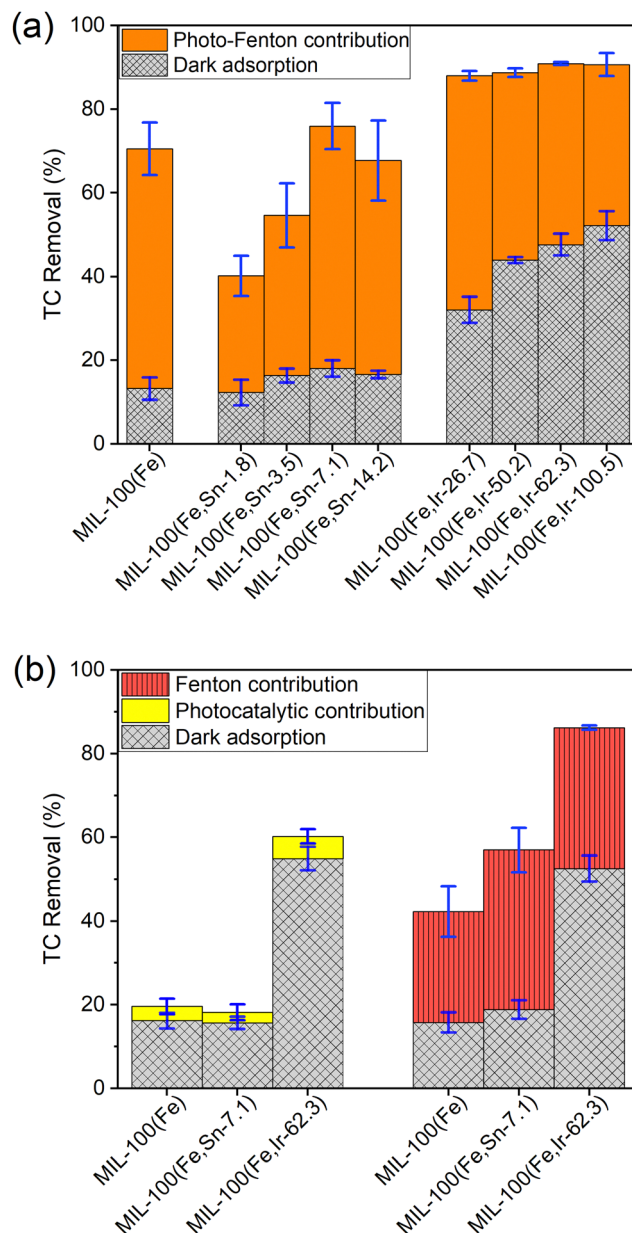 (a)
Photo-Fenton contribution
Dark adsorption
TC Removal (%)
100
80
60
40
20
0
MIL-100(Fe)
MIL-100(Fe,Sn-1.8)
MIL-100(Fe,Sn-3.5)
MIL-100(Fe,Sn-7.1)
MIL-100(Fe,Sn-14.2)
MIL-100(Fe,Ir-26.7)
MIL-100(Fe,Ir-50.2)
MIL-100(Fe,Ir-62.3)
MIL-100(Fe,Ir-100.5)
(b)
Fenton contribution
Photocatalytic contribution
Dark adsorption
TC Removal (%)
100
80
60
40
20
0
MIL-100(Fe)
MIL-100(Fe,Sn-7.1)
MIL-100(Fe,Ir-62.3)
MIL-100(Fe)
MIL-100(Fe,Sn-7.1)
MIL-100(Fe,Ir-62.3)